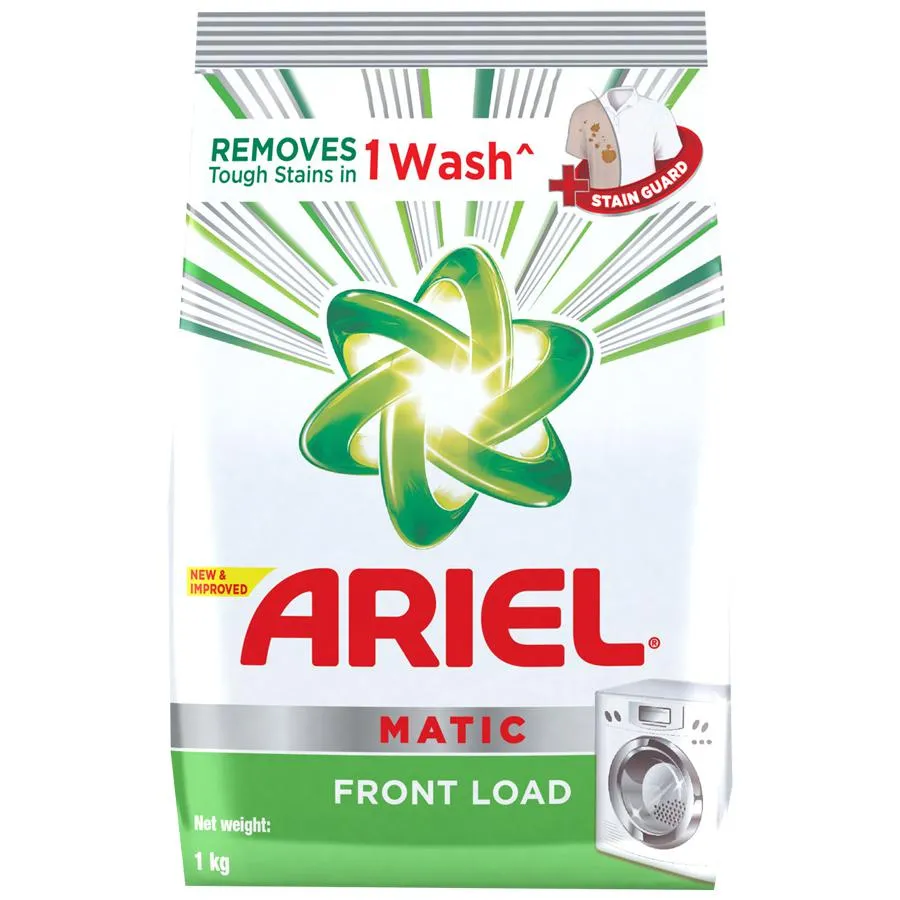 REMOVES
Tough Stains in
1 Wash^
STAIN GUARD
NEW &
IMPROVED
ARIEL®
MATIC
FRONT LOAD
Net weight:
1 kg